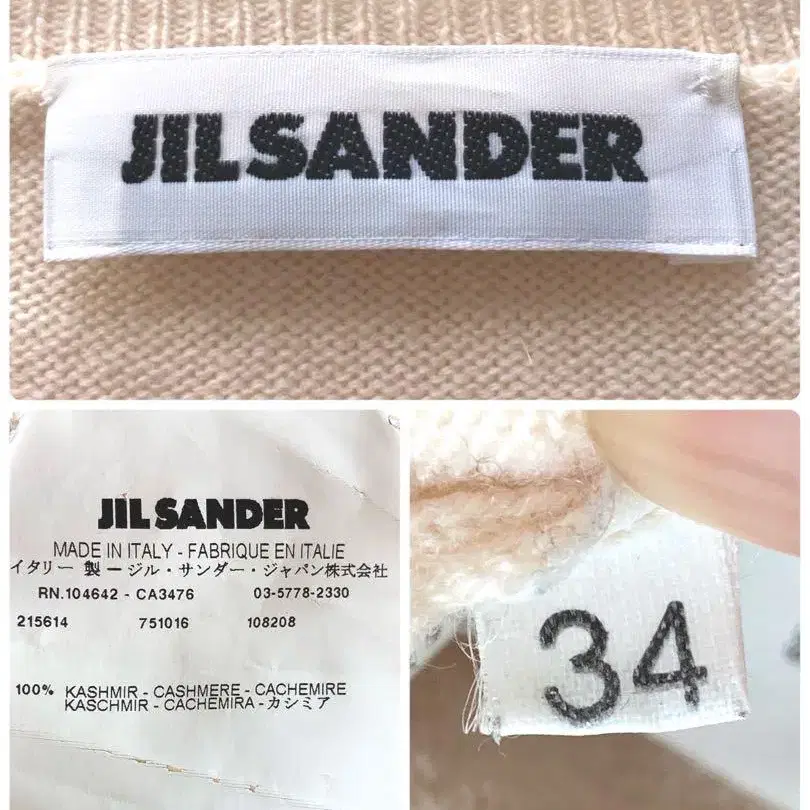 JIL SANDER
JIL SANDER
MADE IN ITALY - FABRIQUE EN ITALIE
イタリー 製 ー ジル・サンダー・ジャパン株式会社
RN.104642 - CA3476 03-5778-2330
215614 751016 108208
100% KASHMIR - CASHMERE - CACHEMIRE
KASCHMIR - CACHEMIRA - カシミア
34